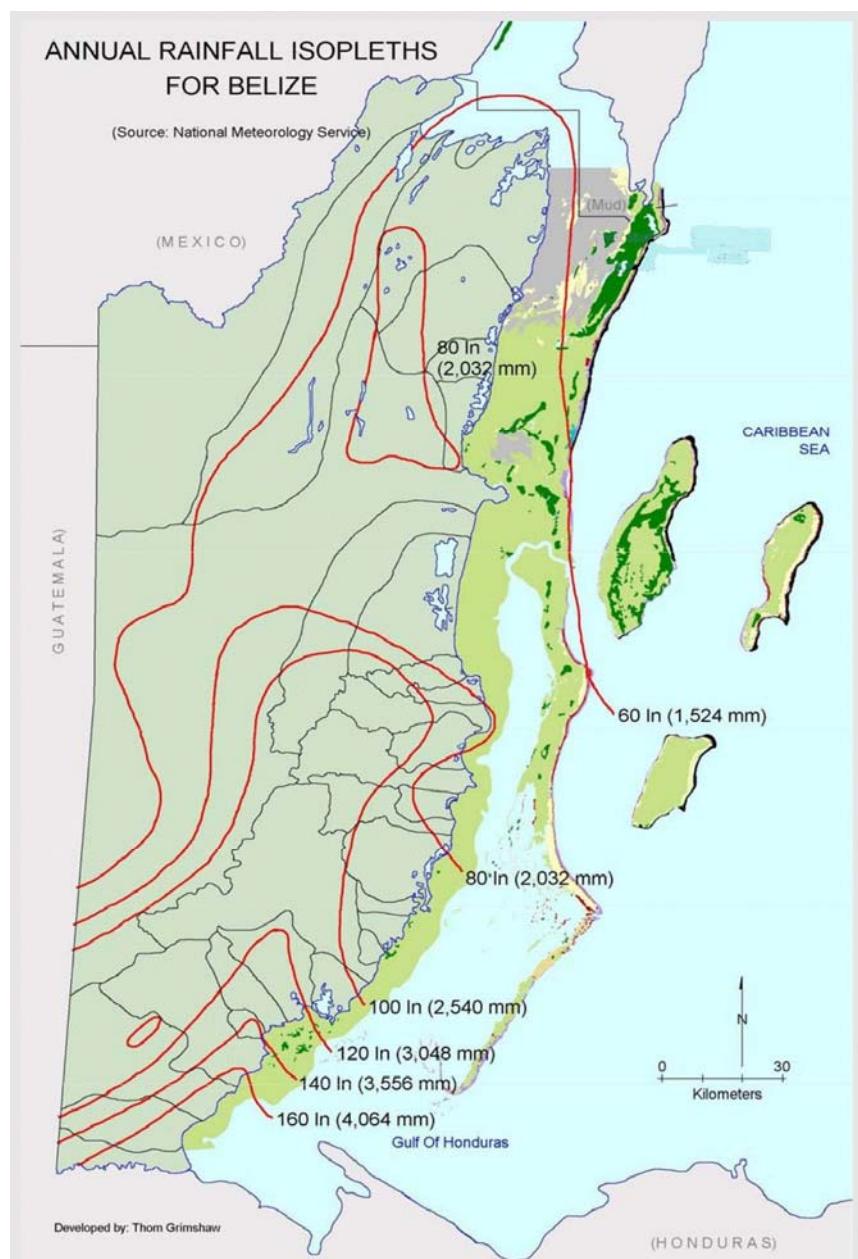 ANNUAL RAINFALL ISOPLETHS
FOR BELIZE
(Source: National Meteorology Service)
(MEXICO)
(Mud)
80 In
(2,032 mm)
CARIBBEAN
SEA
GUATEMALA)
60 In (1,524 mm)
80 In (2,032 mm)
100 In (2,540 mm)
N
120 In (3,048 mm)
0 30
140 In (3,556 mm)
Kilometers
160 In (4,064 mm)
Gulf Of Honduras
Developed by: Thom Grimshaw
(HONDURAS)